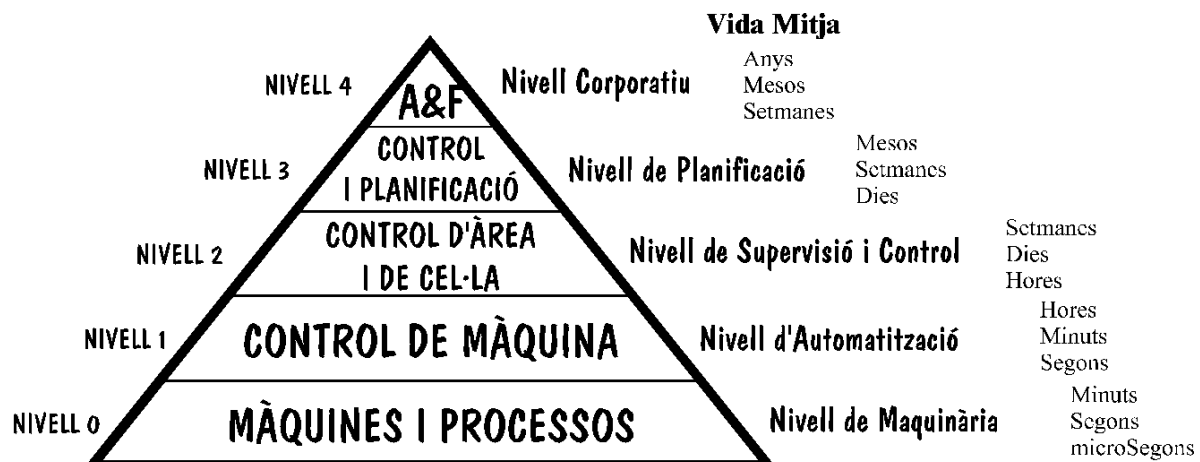 Vida Mitja
NIVELL 4
A&F
Nivell Corporatiu
Anys
Mesos
Setmanes
NIVELL 3
CONTROL
I PLANIFICACIÓ
Nivell de Planificació
Mesos
Setmanes
Dies
NIVELL 2
CONTROL D'ÀREA
I DE CEL·LA
Nivell de Supervisió i Control
Setmanes
Dies
Hores
NIVELL 1
CONTROL DE MÀQUINA
Nivell d'Automatització
Hores
Minuts
Segons
NIVELL 0
MÀQUINES I PROCESSOS
Nivell de Maquinària
Minuts
Segons
microSegons